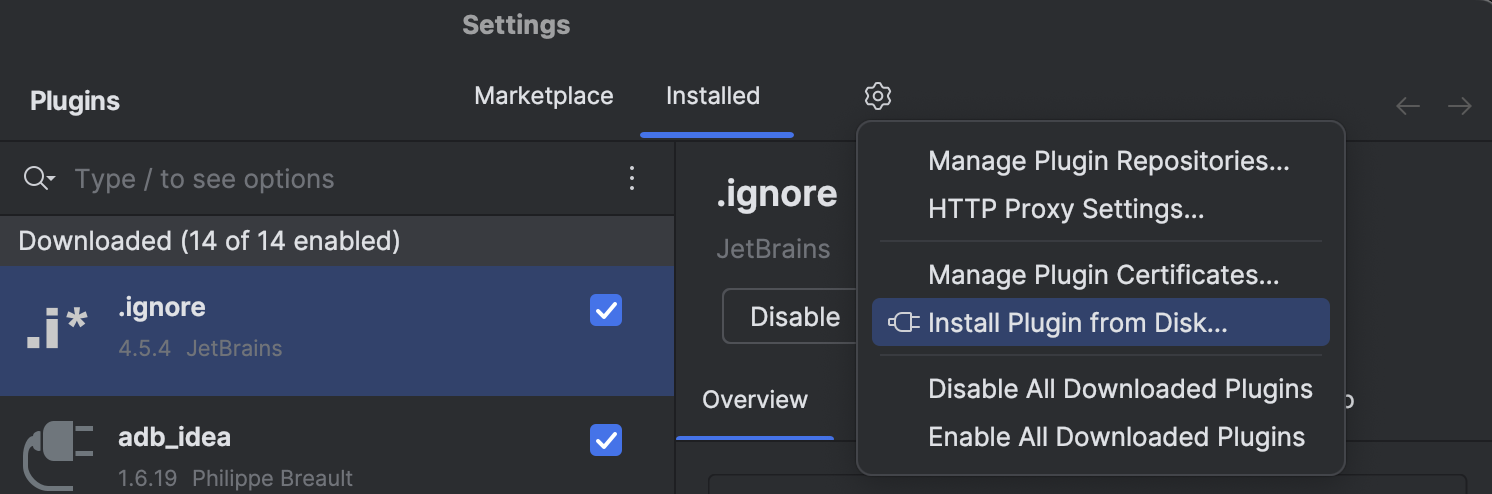 Settings
Plugins
Marketplace
Installed
Type / to see options
Downloaded (14 of 14 enabled)
.i*
.ignore
4.5.4 JetBrains
adb_idea
1.6.19 Philippe Breault
.ignore
JetBrains
Disable
Overview
Manage Plugin Repositories...
HTTP Proxy Settings...
Manage Plugin Certificates...
Install Plugin from Disk...
Disable All Downloaded Plugins
Enable All Downloaded Plugins